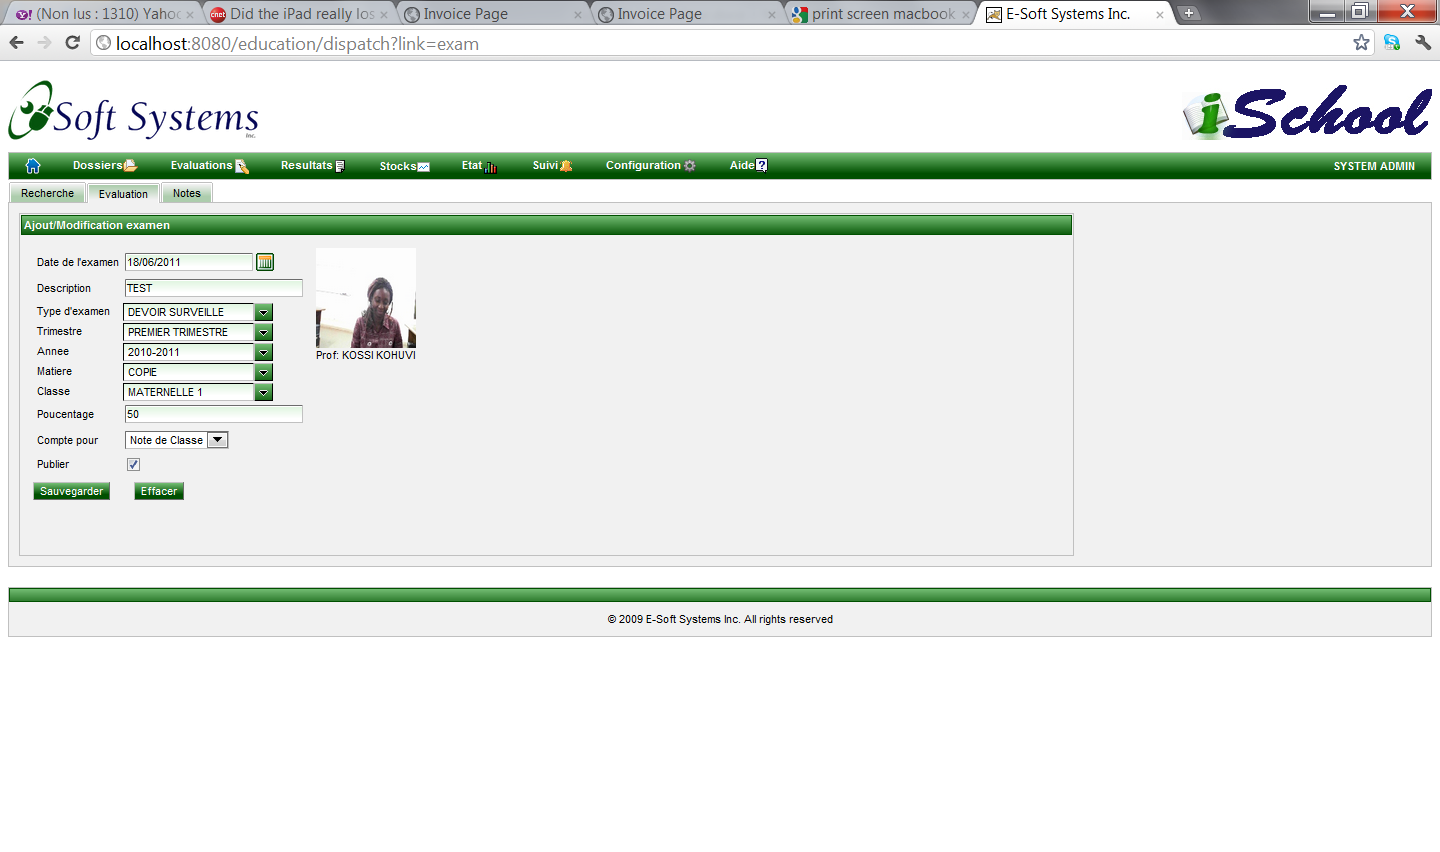 (Non lus : 1310) Yahoo
Did the iPad really los
Invoice Page
Invoice Page
print screen macbook
E-Soft Systems Inc.
localhost:8080/education/dispatch?link=exam
Soft Systems
Inc.
iSchool
Dossiers
Evaluations
Resultats
Stocks
Etat
Suivi
Configuration
Aide
SYSTEM ADMIN
Recherche
Evaluation
Notes
Ajout/Modification examen
Date de l'examen 18/06/2011
Description TEST
Type d'examen DEVOIR SURVEILLE
Trimestre PREMIER TRIMESTRE
Annee 2010-2011
Matiere COPIE
Classe MATERNELLE 1
Poucentage 50
Compte pour Note de Classe
Publier
Sauvegarder Effacer
Prof: KOSSI KOHUVI
© 2009 E-Soft Systems Inc. All rights reserved